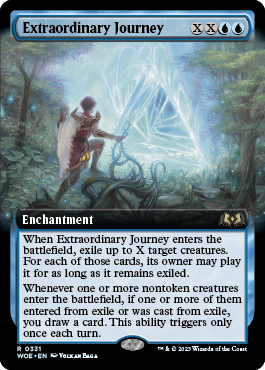 Extraordinary Journey XXUU
Enchantment
When Extraordinary Journey enters the
battlefield, exile up to X target creatures.
For each of those cards, its owner may play
it for as long as it remains exiled.
Whenever one or more nontoken creatures
enter the battlefield, if one or more of them
entered from exile or was cast from exile,
you draw a card. This ability triggers only
once each turn.
R 0331
WOE • EN Volkan Baga
™ & © 2023 Wizards of the Coast